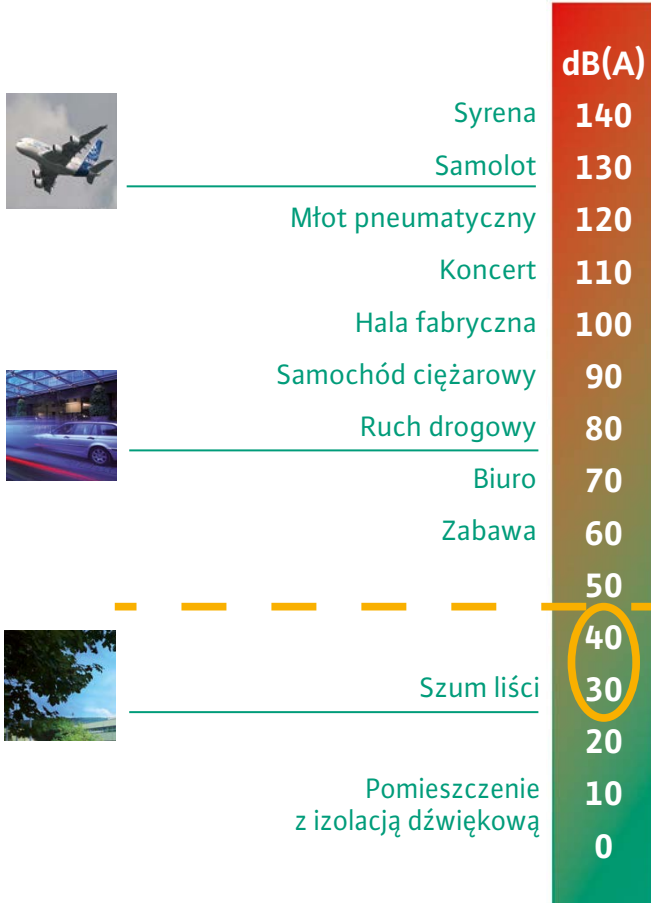 dB(A)
Syrena 140
Samolot 130
Młot pneumatyczny 120
Koncert 110
Hala fabryczna 100
Samochód ciężarowy 90
Ruch drogowy 80
Biuro 70
Zabawa 60
50
40
Szum liści 30
20
Pomieszczenie 10
z izolacją dźwiękową
0